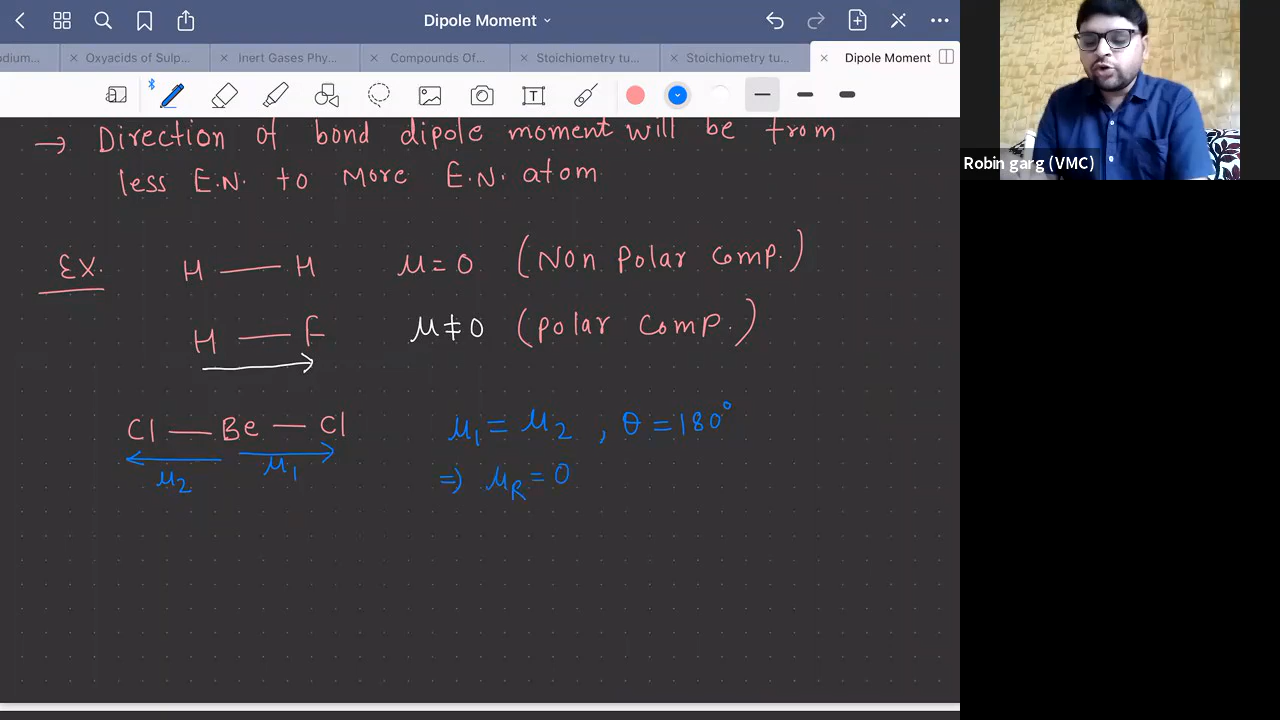 Dipole Moment
odium...
Oxyacids of Sulp...
Inert Gases Phy...
Compounds Of...
Stoichiometry tu...
Stoichiometry tu...
Dipole Moment
T
→ Direction of bond dipole moment will be from
less E.N. to More E.N. atom
Robin garg (VMC)
EX. H — H μ = 0 (Non Polar Comp.)
H — F μ ≠ 0 (polar comp.)
Cl — Be — Cl μ1 = μ2 , θ = 180°
μ2 μ1
⇒ μR = 0